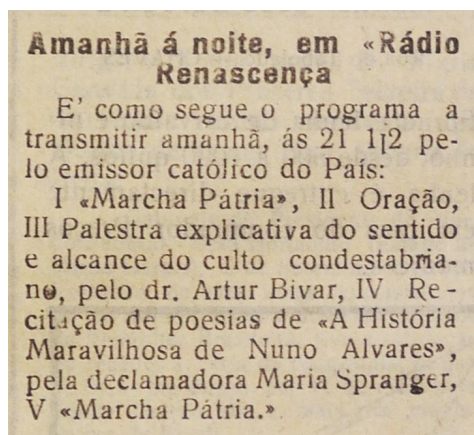 Amanhã á noite, em «Rádio
Renascença
E' como segue o programa a
transmitir amanhã, ás 21 1|2 pe-
lo emissor católico do País:
I «Marcha Pátria», II Oração,
III Palestra explicativa do sentido
e alcance do culto condestabria-
no, pelo dr. Artur Bivar, IV Re-
citação de poesias de «A História
Maravilhosa de Nuno Alvares»,
pela declamadora Maria Spranger,
V «Marcha Pátria.»